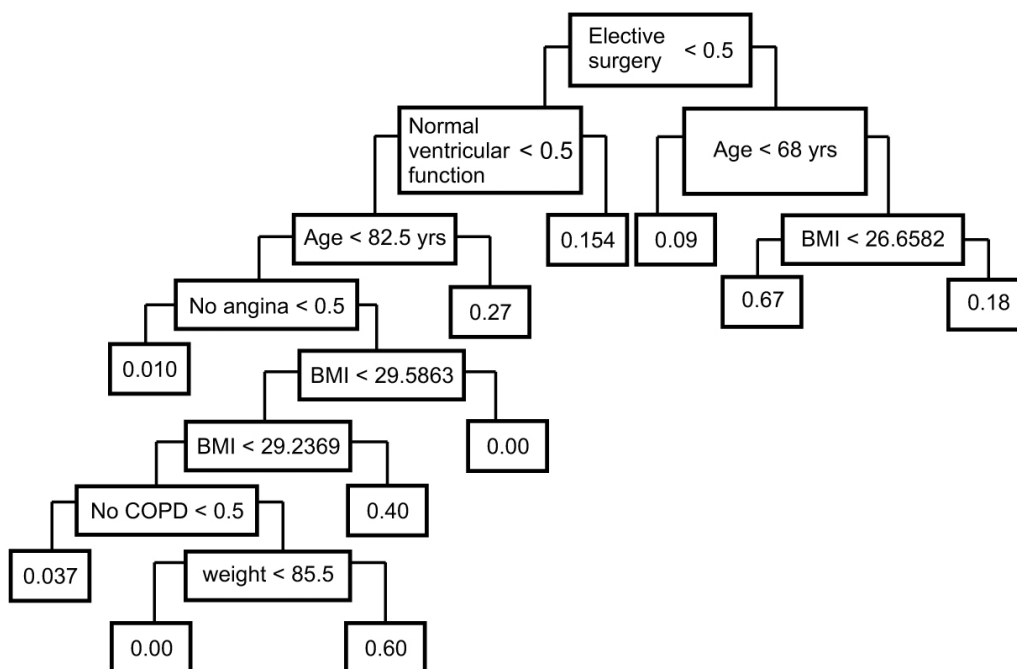 Elective
surgery < 0.5
Normal
ventricular < 0.5
function
Age < 68 yrs
Age < 82.5 yrs
0.154
0.09
BMI < 26.6582
No angina < 0.5
0.27
0.67
0.18
0.010
BMI < 29.5863
BMI < 29.2369
0.00
No COPD < 0.5
0.40
0.037
weight < 85.5
0.00
0.60